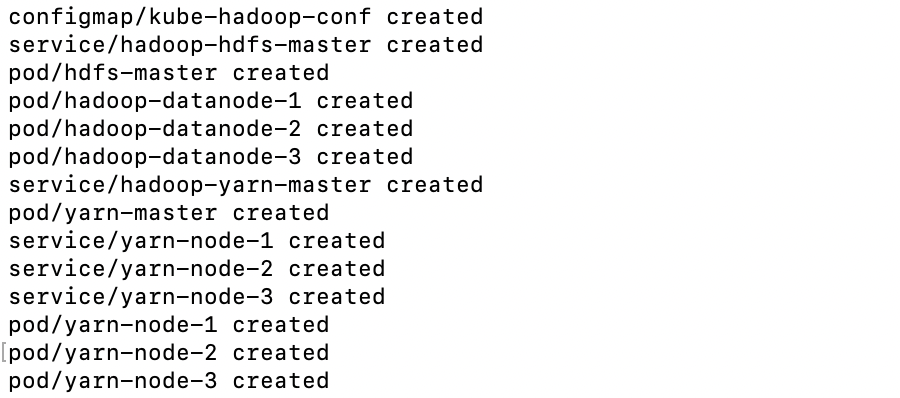 configmap/kube-hadoop-conf created
service/hadoop-hdfs-master created
pod/hdfs-master created
pod/hadoop-datanode-1 created
pod/hadoop-datanode-2 created
pod/hadoop-datanode-3 created
service/hadoop-yarn-master created
pod/yarn-master created
service/yarn-node-1 created
service/yarn-node-2 created
service/yarn-node-3 created
pod/yarn-node-1 created
[pod/yarn-node-2 created
pod/yarn-node-3 created